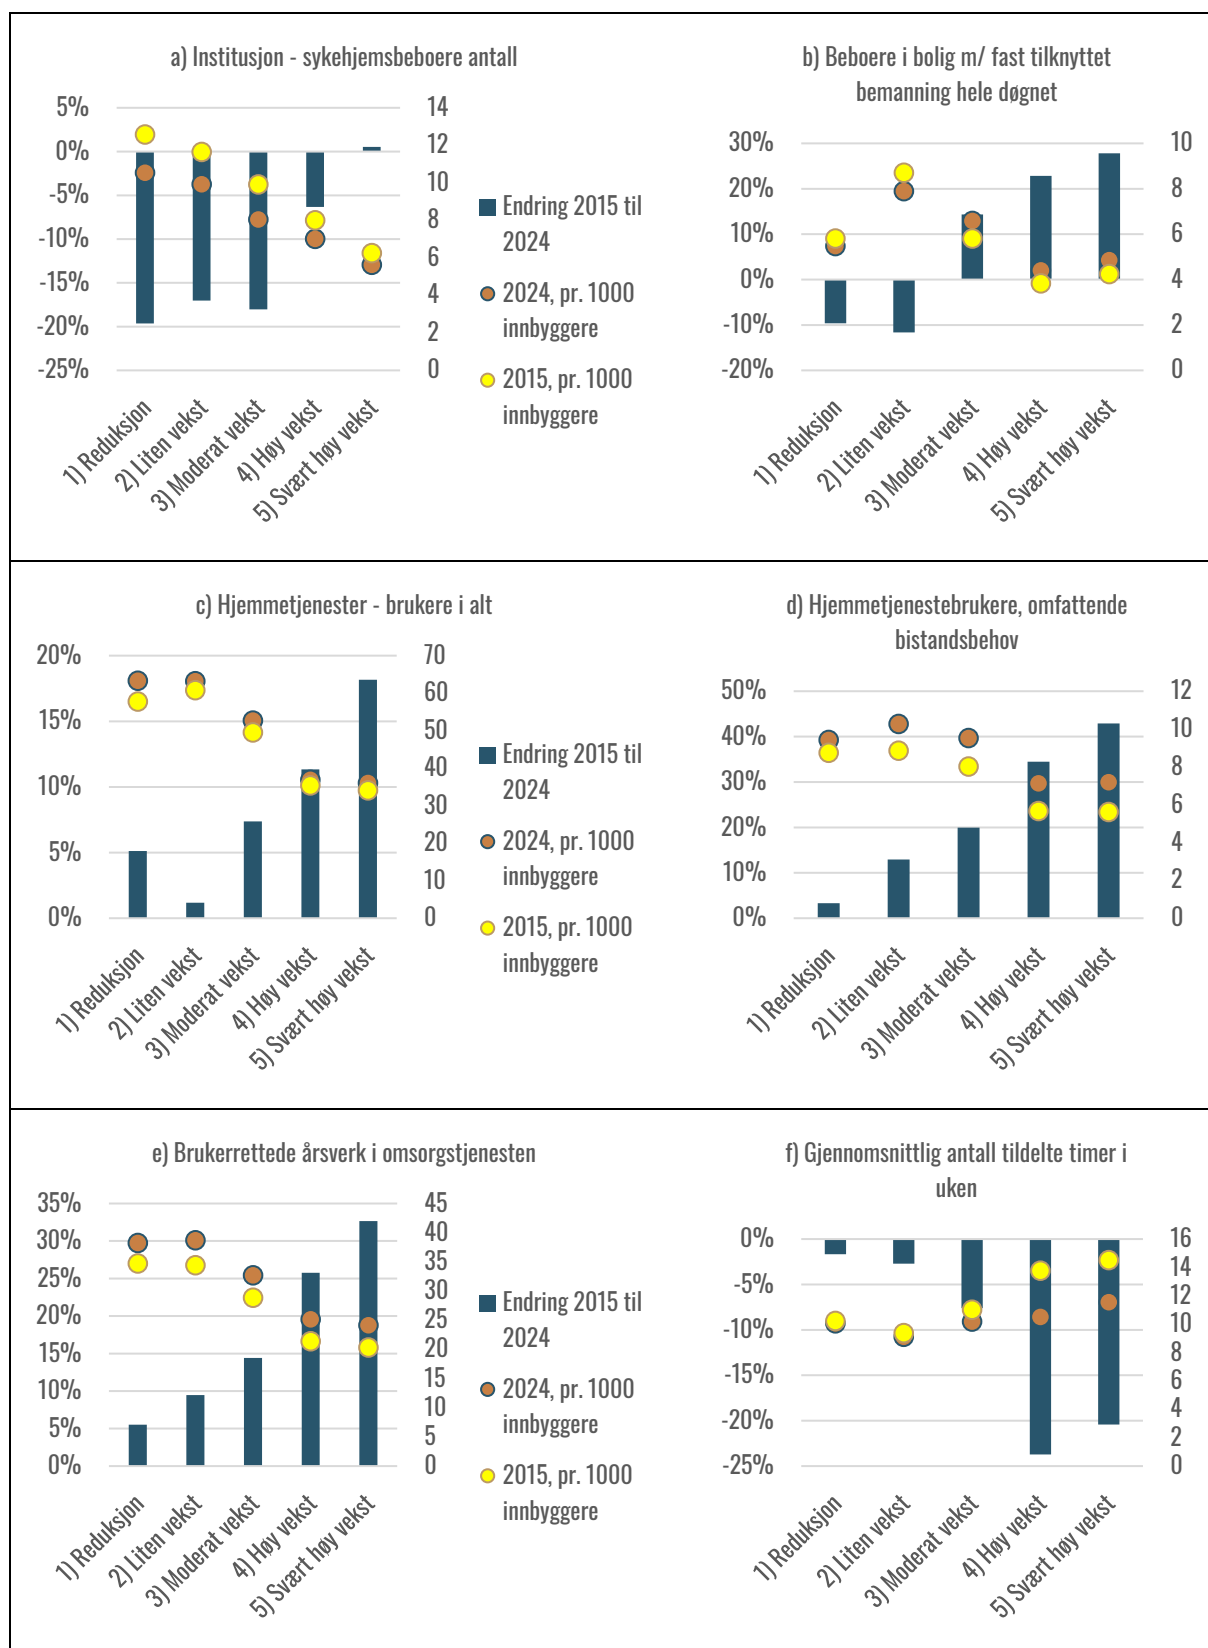 a) Institusjon - sykehjemsbeboere antall
5%
0%
-5%
-10%
-15%
-20%
-25%
14
12
10
8
6
4
2
0
1) Reduksjon
2) Liten vekst
3) Moderat vekst
4) Høy vekst
5) Svært høy vekst
Endring 2015 til
2024
2024, pr. 1000
innbyggere
2015, pr. 1000
innbyggere
b) Beboere i bolig m/ fast tilknyttet
bemanning hele døgnet
30%
20%
10%
0%
-10%
-20%
10
8
6
4
2
0
1) Reduksjon
2) Liten vekst
3) Moderat vekst
4) Høy vekst
5) Svært høy vekst
c) Hjemmetjenester - brukere i alt
20%
15%
10%
5%
0%
70
60
50
40
30
20
10
0
1) Reduksjon
2) Liten vekst
3) Moderat vekst
4) Høy vekst
5) Svært høy vekst
Endring 2015 til
2024
2024, pr. 1000
innbyggere
2015, pr. 1000
innbyggere
d) Hjemmetjenestebrukere, omfattende
bistandsbehov
50%
40%
30%
20%
10%
0%
12
10
8
6
4
2
0
1) Reduksjon
2) Liten vekst
3) Moderat vekst
4) Høy vekst
5) Svært høy vekst
e) Brukerrettede årsverk i omsorgstjenesten
35%
30%
25%
20%
15%
10%
5%
0%
45
40
35
30
25
20
15
10
5
0
1) Reduksjon
2) Liten vekst
3) Moderat vekst
4) Høy vekst
5) Svært høy vekst
Endring 2015 til
2024
2024, pr. 1000
innbyggere
2015, pr. 1000
innbyggere
f) Gjennomsnittlig antall tildelte timer i
uken
0%
-5%
-10%
-15%
-20%
-25%
16
14
12
10
8
6
4
2
0
1) Reduksjon
2) Liten vekst
3) Moderat vekst
4) Høy vekst
5) Svært høy vekst